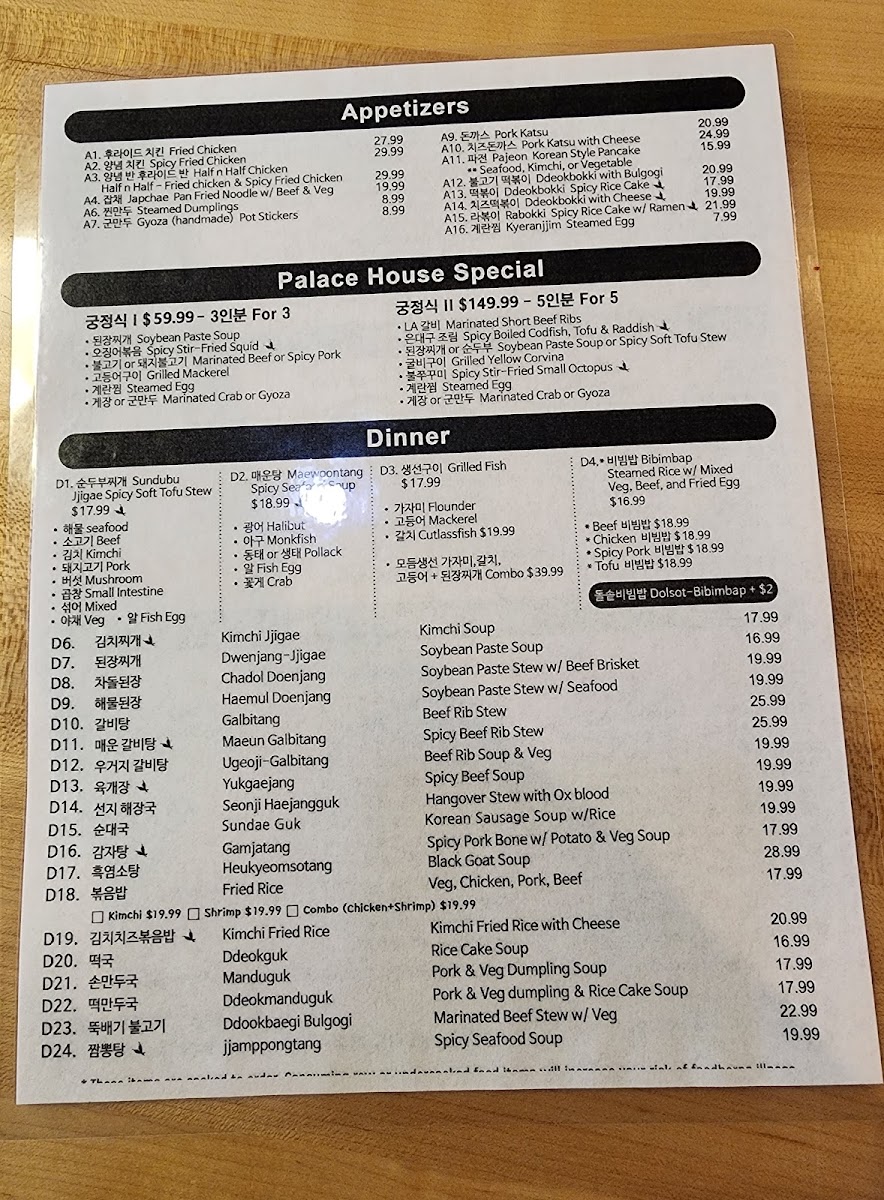 Appetizers
A1. 후라이드 치킨 Fried Chicken 27.99
A2. 양념 치킨 Spicy Fried Chicken 29.99
A3. 양념 반 후라이드 반 Half n Half Chicken
Half n Half - Fried chicken & Spicy Fried Chicken 29.99
A4. 잡채 Japchae Pan Fried Noodle w/ Beef & Veg 19.99
A6. 찐만두 Steamed Dumplings 8.99
A7. 군만두 Gyoza (handmade) Pot Stickers 8.99
A9. 돈까스 Pork Katsu 20.99
A10. 치즈돈까스 Pork Katsu with Cheese 24.99
A11. 파전 Pajeon Korean Style Pancake 15.99
** Seafood, Kimchi, or Vegetable
A12. 불고기 떡볶이 Ddeokbokki with Bulgogi 20.99
A13. 떡볶이 Ddeokbokki Spicy Rice Cake 17.99
A14. 치즈떡볶이 Ddeokbokki with Cheese 19.99
A15. 라볶이 Rabokki Spicy Rice Cake w/ Ramen 21.99
A16. 계란찜 Kyeranjjim Steamed Egg 7.99
Palace House Special
궁정식 I $59.99 - 3인분 For 3
• 된장찌개 Soybean Paste Soup
• 오징어볶음 Spicy Stir-Fried Squid
• 불고기 or 돼지불고기 Marinated Beef or Spicy Pork
• 고등어구이 Grilled Mackerel
• 계란찜 Steamed Egg
• 게장 or 군만두 Marinated Crab or Gyoza
궁정식 II $149.99 - 5인분 For 5
• LA 갈비 Marinated Short Beef Ribs
• 은대구 조림 Spicy Boiled Codfish, Tofu & Raddish
• 된장찌개 or 순두부 Soybean Paste Soup or Spicy Soft Tofu Stew
• 굴비구이 Grilled Yellow Corvina
• 불쭈꾸미 Spicy Stir-Fried Small Octopus
• 계란찜 Steamed Egg
• 게장 or 군만두 Marinated Crab or Gyoza
Dinner
D1. 순두부찌개 Sundubu
Jjigae Spicy Soft Tofu Stew
$17.99
• 해물 seafood
• 소고기 Beef
• 김치 Kimchi
• 돼지고기 Pork
• 버섯 Mushroom
• 곱창 Small Intestine
• 섞어 Mixed
• 야채 Veg • 알 Fish Egg
D2. 매운탕 Maewoontang
Spicy Seafood Soup
$18.99
• 광어 Halibut
• 아구 Monkfish
• 동태 or 생태 Pollack
• 알 Fish Egg
• 꽃게 Crab
D3. 생선구이 Grilled Fish
$17.99
• 가자미 Flounder
• 고등어 Mackerel
• 갈치 Cutlassfish $19.99
• 모듬생선 가자미,갈치,
고등어 + 된장찌개 Combo $39.99
D4.* 비빔밥 Bibimbap
Steamed Rice w/ Mixed
Veg, Beef, and Fried Egg
$16.99
* Beef 비빔밥 $18.99
* Chicken 비빔밥 $18.99
* Spicy Pork 비빔밥 $18.99
* Tofu 비빔밥 $18.99
돌솥비빔밥 Dolsot-Bibimbap + $2
D6. 김치찌개 Kimchi Jjigae Kimchi Soup 17.99
D7. 된장찌개 Dwenjang-Jjigae Soybean Paste Soup 16.99
D8. 차돌된장 Chadol Doenjang Soybean Paste Stew w/ Beef Brisket 19.99
D9. 해물된장 Haemul Doenjang Soybean Paste Stew w/ Seafood 19.99
D10. 갈비탕 Galbitang Beef Rib Stew 25.99
D11. 매운 갈비탕 Maeun Galbitang Spicy Beef Rib Stew 25.99
D12. 우거지 갈비탕 Ugeoji-Galbitang Beef Rib Soup & Veg 19.99
D13. 육개장 Yukgaejang Spicy Beef Soup 19.99
D14. 선지 해장국 Seonji Haejangguk Hangover Stew with Ox blood 19.99
D15. 순대국 Sundae Guk Korean Sausage Soup w/Rice 19.99
D16. 감자탕 Gamjatang Spicy Pork Bone w/ Potato & Veg Soup 17.99
D17. 흑염소탕 Heukyeomsotang Black Goat Soup 28.99
D18. 볶음밥 Fried Rice Veg, Chicken, Pork, Beef 17.99
☐ Kimchi $19.99 ☐ Shrimp $19.99 ☐ Combo (Chicken+Shrimp) $19.99
D19. 김치치즈볶음밥 Kimchi Fried Rice Kimchi Fried Rice with Cheese 20.99
D20. 떡국 Ddeokguk Rice Cake Soup 16.99
D21. 손만두국 Manduguk Pork & Veg Dumpling Soup 17.99
D22. 떡만두국 Ddeokmanduguk Pork & Veg dumpling & Rice Cake Soup 17.99
D23. 뚝배기 불고기 Ddookbaegi Bulgogi Marinated Beef Stew w/ Veg 22.99
D24. 짬뽕탕 jjamppongtang Spicy Seafood Soup 19.99
* These items are cooked to order. Consuming raw or undercooked food items will increase your risk of foodborne illness